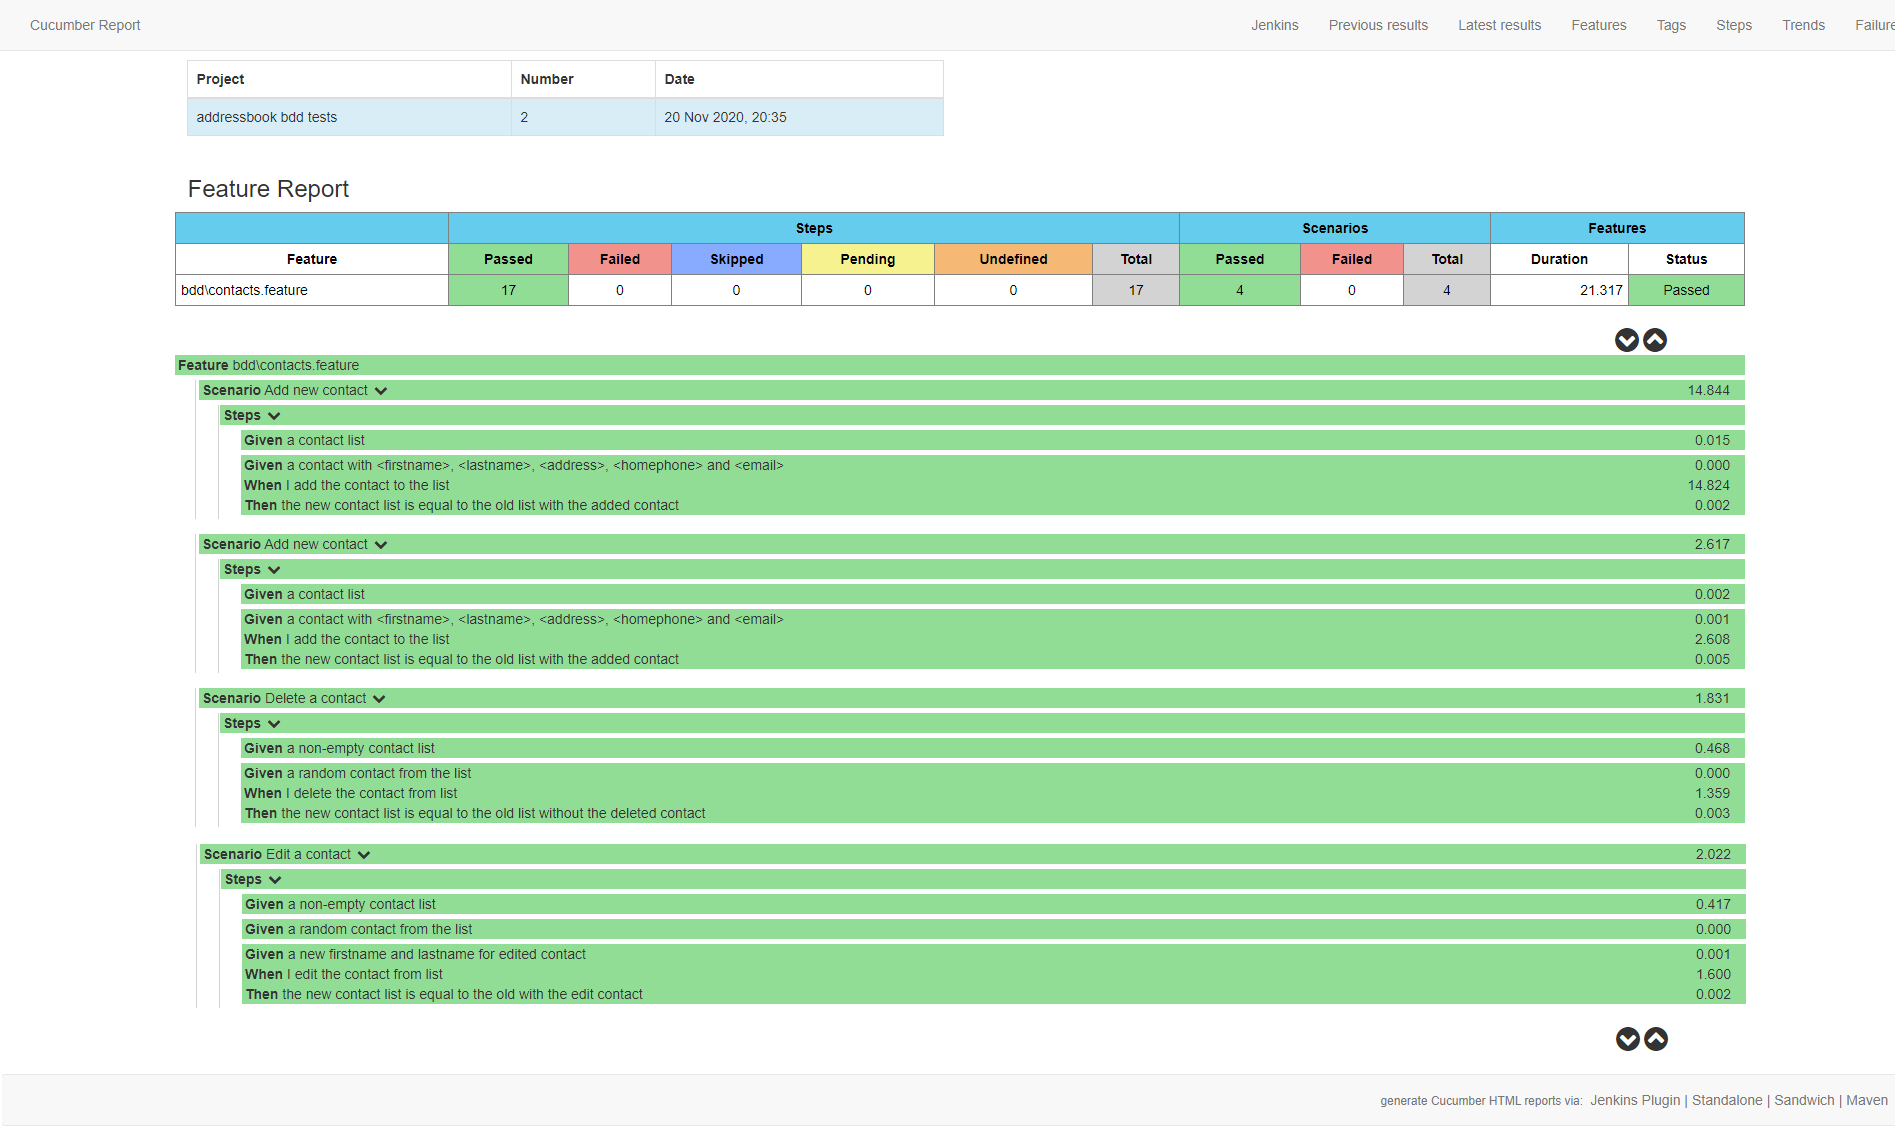 Cucumber Report Jenkins Previous results Latest results Features Tags Steps Trends Failure
Project Number Date
addressbook bdd tests 2 20 Nov 2020, 20:35
Feature Report
Steps Scenarios Features
Feature Passed Failed Skipped Pending Undefined Total Passed Failed Total Duration Status
bdd\contacts.feature 17 0 0 0 0 17 4 0 4 21.317 Passed
Feature bdd\contacts.feature
Scenario Add new contact 14.844
Steps
Given a contact list 0.015
Given a contact with <firstname>, <lastname>, <address>, <homephone> and <email> 0.000
When I add the contact to the list 14.824
Then the new contact list is equal to the old list with the added contact 0.002
Scenario Add new contact 2.617
Steps
Given a contact list 0.002
Given a contact with <firstname>, <lastname>, <address>, <homephone> and <email> 0.001
When I add the contact to the list 2.608
Then the new contact list is equal to the old list with the added contact 0.005
Scenario Delete a contact 1.831
Steps
Given a non-empty contact list 0.468
Given a random contact from the list 0.000
When I delete the contact from list 1.359
Then the new contact list is equal to the old list without the deleted contact 0.003
Scenario Edit a contact 2.022
Steps
Given a non-empty contact list 0.417
Given a random contact from the list 0.000
Given a new firstname and lastname for edited contact 0.001
When I edit the contact from list 1.600
Then the new contact list is equal to the old with the edit contact 0.002
generate Cucumber HTML reports via: Jenkins Plugin | Standalone | Sandwich | Maven